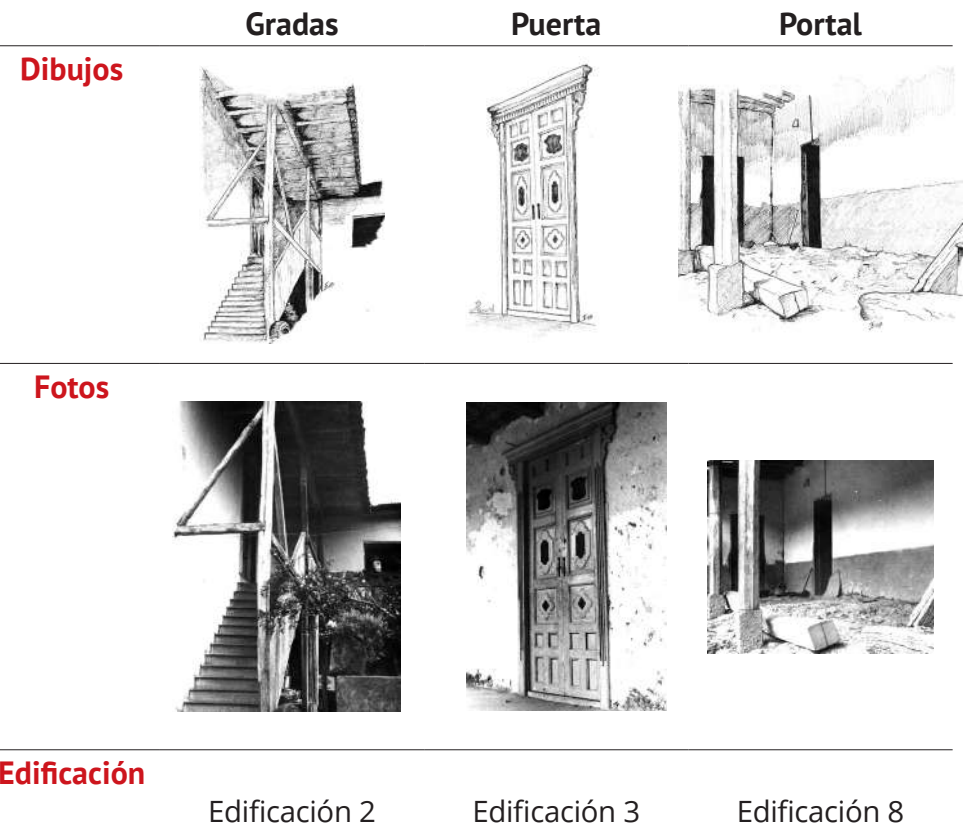 Gradas Puerta Portal
Dibujos
Fotos
Edificación
Edificación 2 Edificación 3 Edificación 8